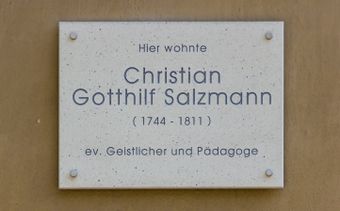 Hier wohnte
Christian
Gotthilf Salzmann
( 1744 - 1811 )
ev. Geistlicher und Pädagoge